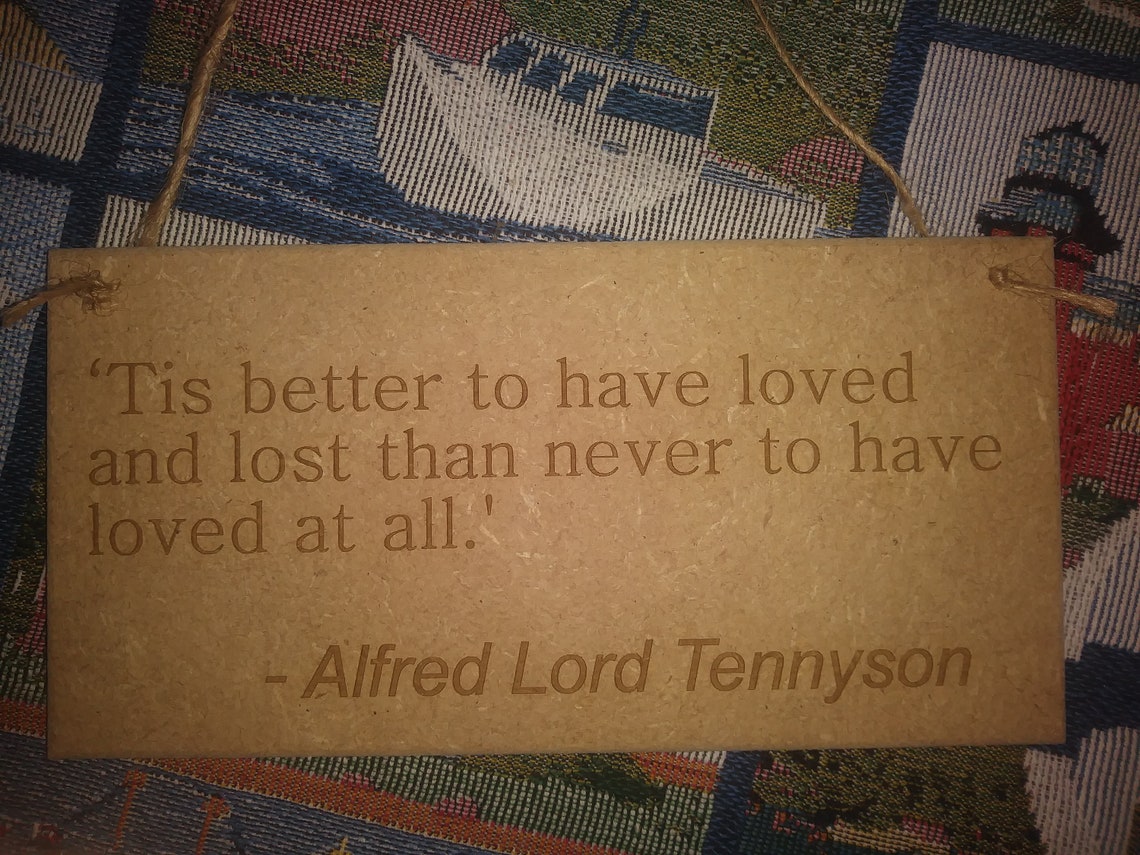 ‘Tis better to have loved
and lost than never to have
loved at all.'
- Alfred Lord Tennyson